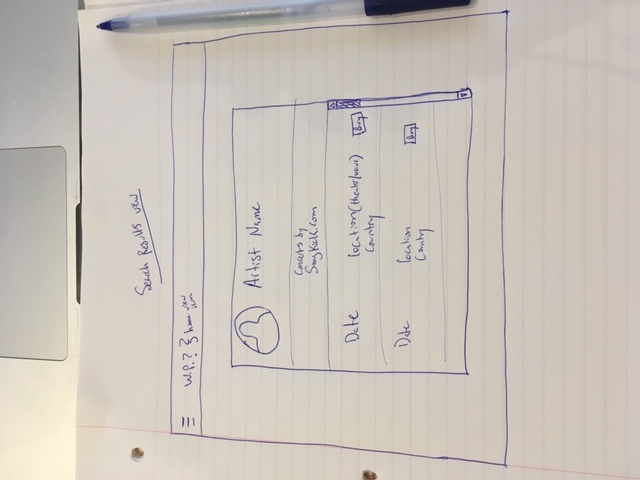 Search Results view
W.P.? } home view
icon
Artist Name
Concerts by
SongKick.com
Date location (theatre/venue) Buy
Country
Date location Buy
Country